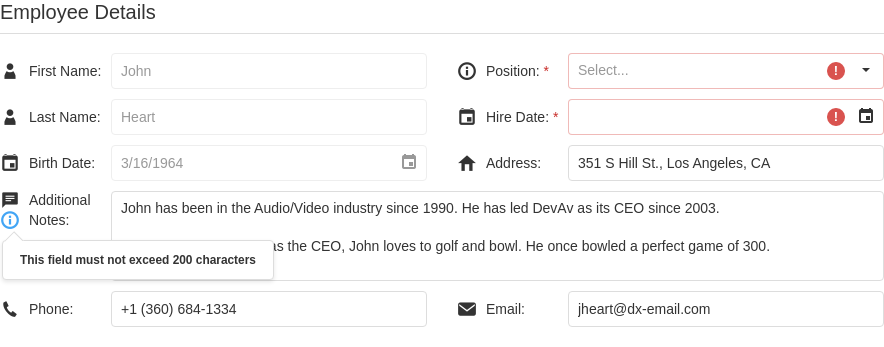 Employee Details
First Name: John
Position: * Select...
Last Name: Heart
Hire Date: *
Birth Date: 3/16/1964
Address: 351 S Hill St., Los Angeles, CA
Additional Notes:
John has been in the Audio/Video industry since 1990. He has led DevAv as its CEO since 2003.
as the CEO, John loves to golf and bowl. He once bowled a perfect game of 300.
This field must not exceed 200 characters
Phone: +1 (360) 684-1334
Email: jheart@dx-email.com